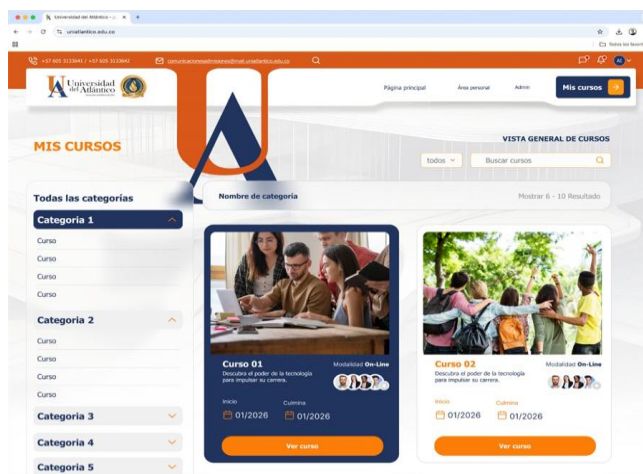 Universidad del Atlántico -
uniatlantico.edu.co
Todos los favorit
+57 605 3133641 / +57 605 3133642
Universidad
del Atlántico
Página principal
Área personal
Admin
Mis cursos
MIS CURSOS
VISTA GENERAL DE CURSOS
todos
Buscar cursos
Todas las categorías
Nombre de categoría
Mostrar 6 - 10 Resultado
Categoria 1
Curso
Curso
Curso
Curso
Categoria 2
Curso
Curso
Curso
Curso
Categoria 3
Categoria 4
Categoria 5
Curso 01
Modalidad On-Line
Descubra el poder de la tecnología
para impulsar su carrera.
Inicio
Culmina
01/2026
01/2026
Ver curso
Curso 02
Modalidad On-Line
Descubra el poder de la tecnología
para impulsar su carrera.
Inicio
Culmina
01/2026
01/2026
Ver curso